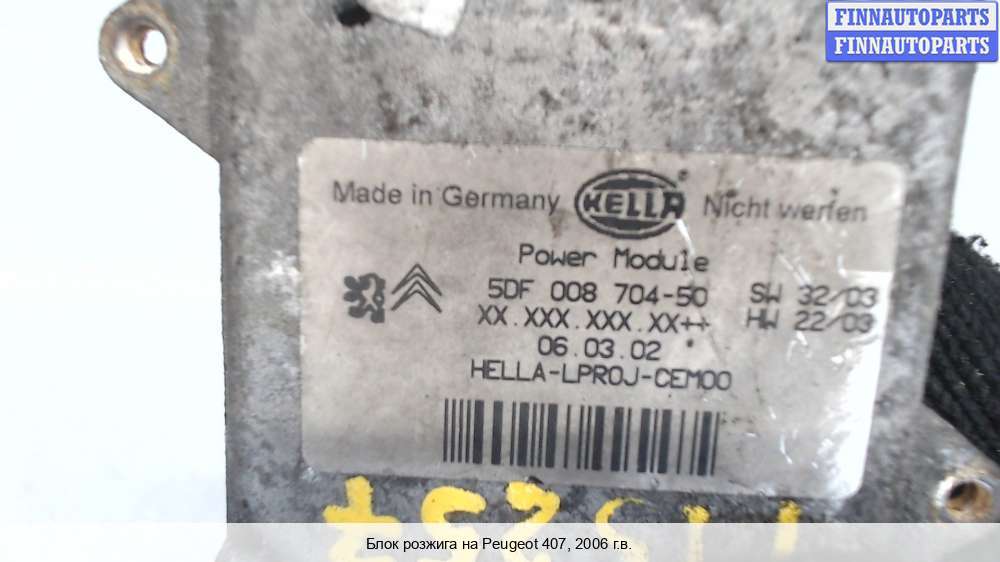 FINNAUTOPARTS
FINNAUTOPARTS
Made in Germany HELLA Nicht werfen
Power Module
5DF 008 704-50 SW 32/03
XX.XXX.XXX.XX++ HW 22/03
06.03.02
HELLA-LPROJ-CEM00
Блок розжига на Peugeot 407, 2006 г.в.